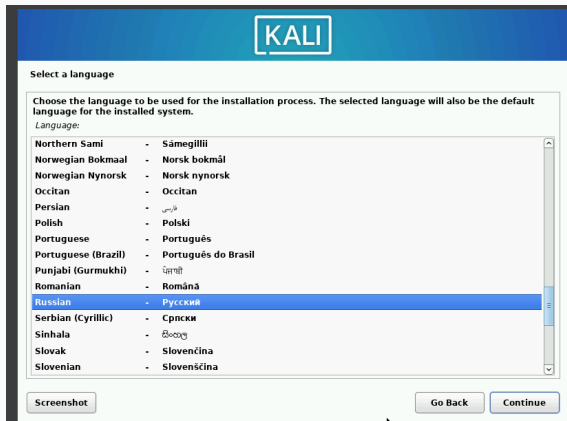 KALI
Select a language
Choose the language to be used for the installation process. The selected language will also be the default
language for the installed system.
Language:
Northern Sami - Sámegillii
Norwegian Bokmaal - Norsk bokmål
Norwegian Nynorsk - Norsk nynorsk
Occitan - Occitan
Persian - فارسی
Polish - Polski
Portuguese - Português
Portuguese (Brazil) - Português do Brasil
Punjabi (Gurmukhi) - ਪੰਜਾਬੀ
Romanian - Română
Russian - Русский
Serbian (Cyrillic) - Српски
Sinhala - සිංහල
Slovak - Slovenčina
Slovenian - Slovenščina
Screenshot Go Back Continue